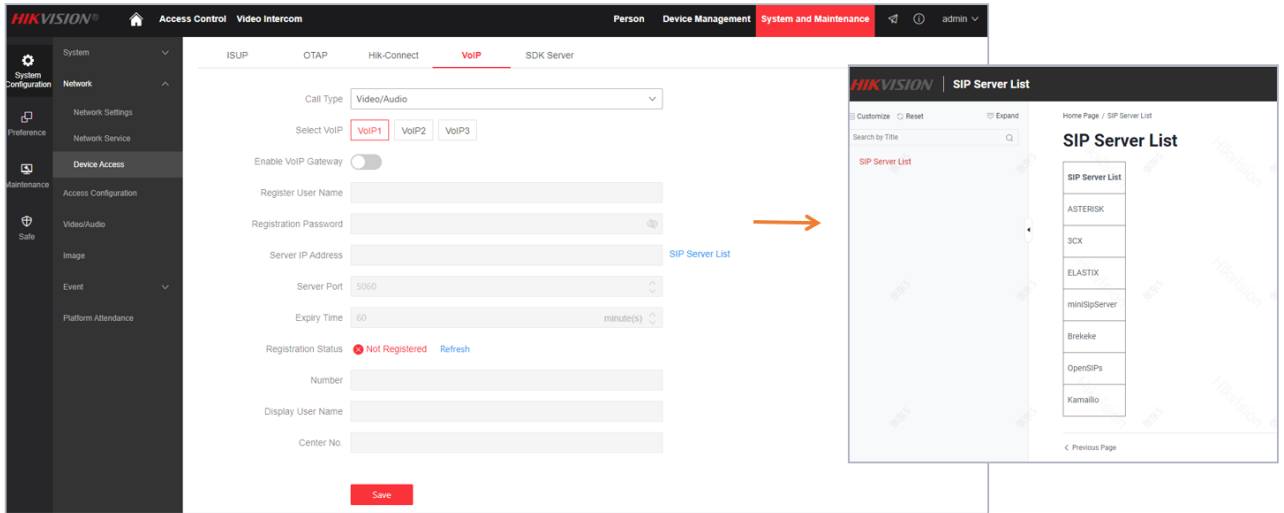 HIKVISION®
Access Control Video Intercom
Person Device Management System and Maintenance admin
System Configuration
Preference
Maintenance
Safe
System
Network
Network Settings
Network Service
Device Access
Access Configuration
Video/Audio
Image
Event
Platform Attendance
ISUP OTAP Hik-Connect VoIP SDK Server
Call Type Video/Audio
Select VoIP VoIP1 VoIP2 VoIP3
Enable VoIP Gateway
Register User Name
Registration Password
Server IP Address SIP Server List
Server Port 5060
Expiry Time 60 minute(s)
Registration Status Not Registered Refresh
Number
Display User Name
Center No.
Save
HIKVISION SIP Server List
Customize Reset Expand
Search by Title
SIP Server List
Home Page / SIP Server List
SIP Server List
SIP Server List
ASTERISK
3CX
ELASTIX
miniSipServer
Brekeke
OpenSIPs
Kamailio
< Previous Page
Hikvision
Hikvision
Hikvision